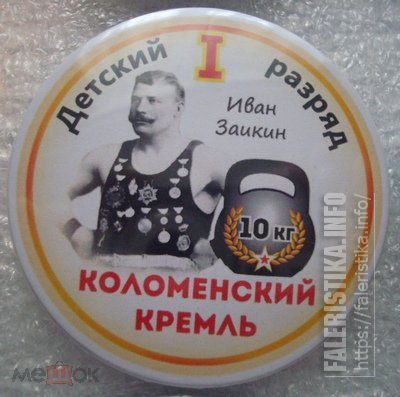 Детский I разряд
Иван
Заикин
10 кг
КОЛОМЕНСКИЙ
КРЕМЛЬ
FALERISTIKA.INFO
https://faleristika.info/
мешок